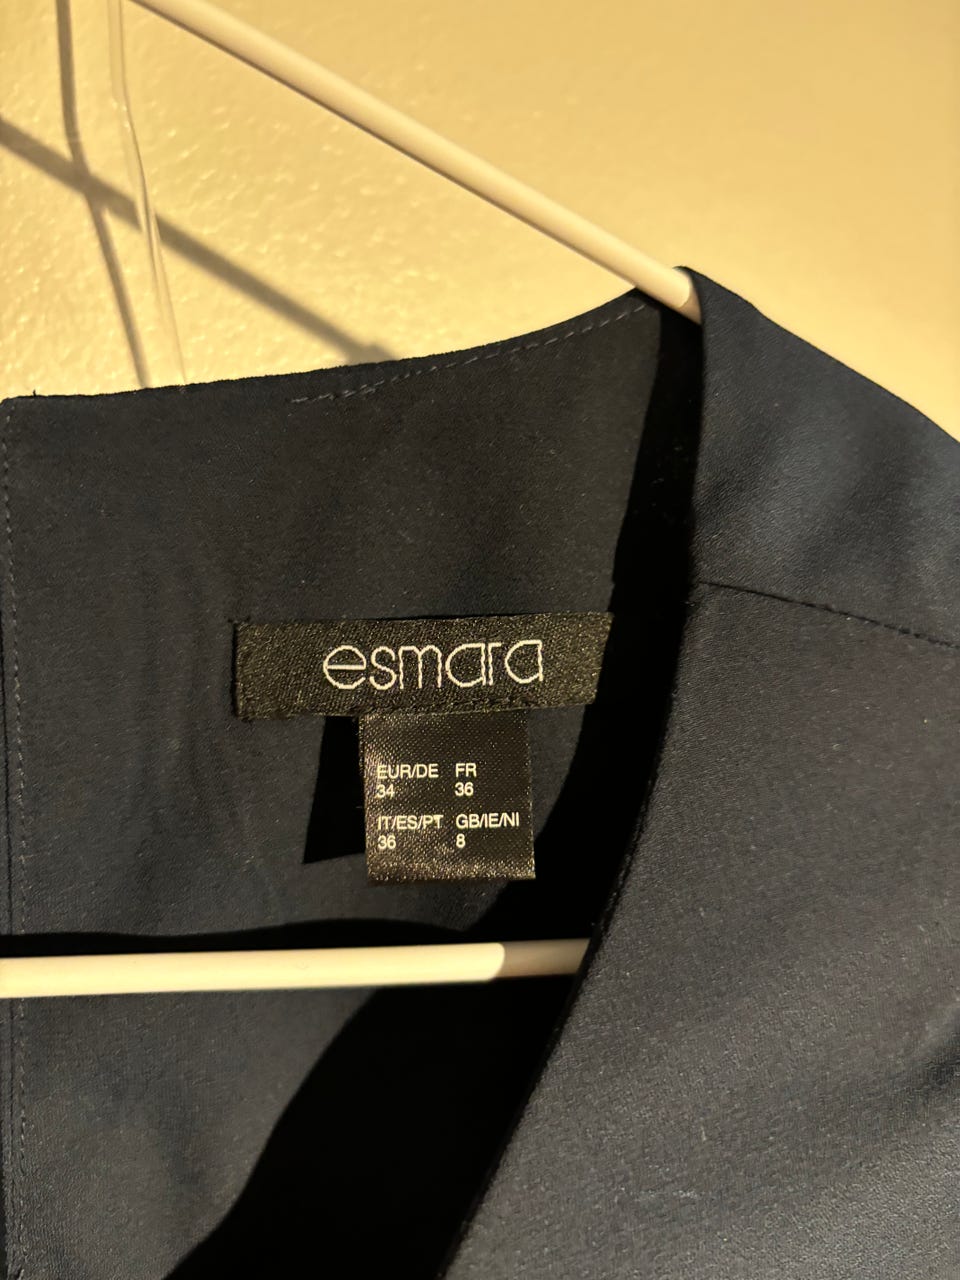 esmara
EUR/DE FR
34 36
IT/ES/PT GB/IE/NI
36 8